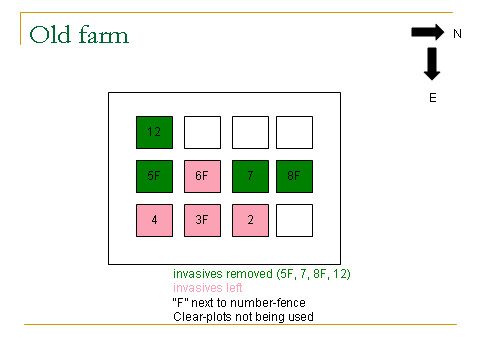 Old farm
N
E
12
5F 6F 7 8F
4 3F 2
invasives removed (5F, 7, 8F, 12)
invasives left
"F" next to number-fence
Clear-plots not being used